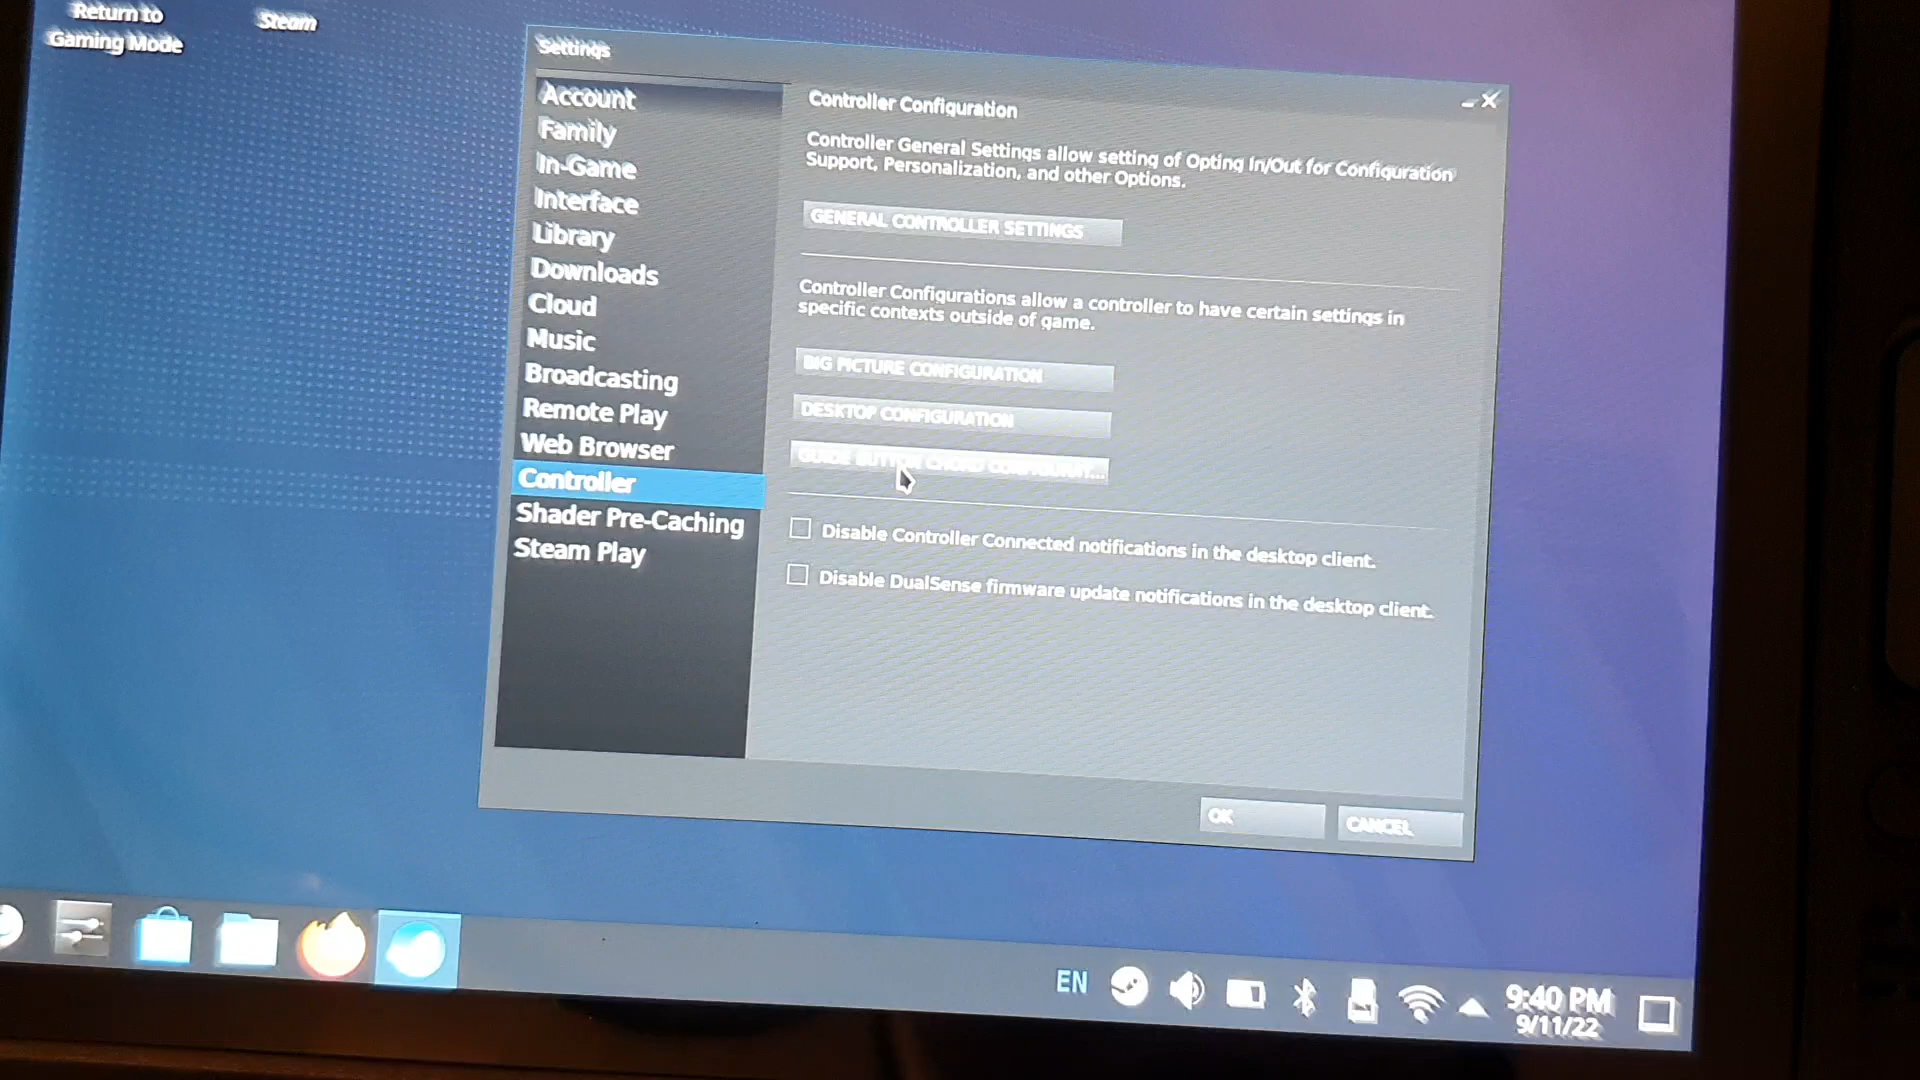 Return to
Gaming Mode
Steam
Settings
Account
Family
In-Game
Interface
Library
Downloads
Cloud
Music
Broadcasting
Remote Play
Web Browser
Controller
Shader Pre-Caching
Steam Play
Controller Configuration
Controller General Settings allow setting of Opting In/Out for Configuration
Support, Personalization, and other Options.
GENERAL CONTROLLER SETTINGS
Controller Configurations allow a controller to have certain settings in
specific contexts outside of game.
BIG PICTURE CONFIGURATION
DESKTOP CONFIGURATION
GUIDE BUTTON CHORD CONFIGURAT...
Disable Controller Connected notifications in the desktop client.
Disable DualSense firmware update notifications in the desktop client.
OK
CANCEL
EN
9:40 PM
9/11/22